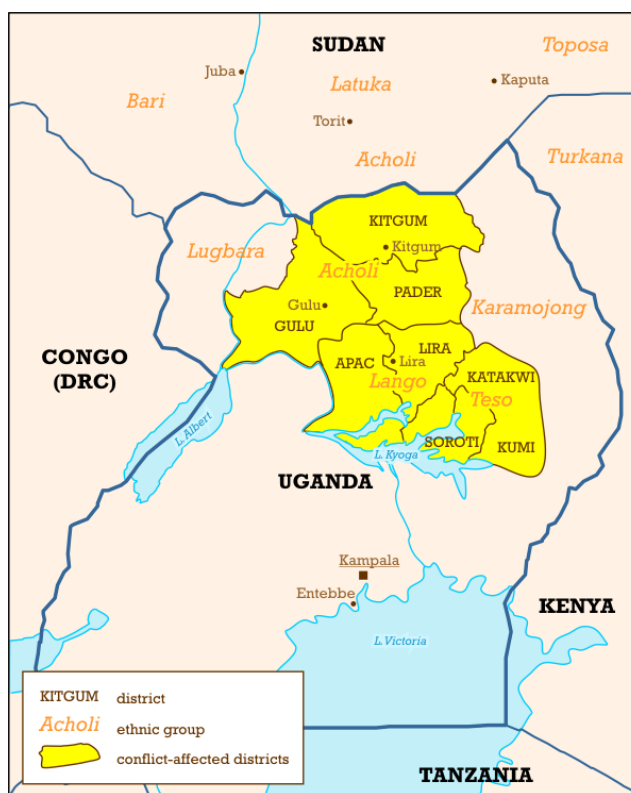 SUDAN
Toposa
Juba
Latuka
Kaputa
Bari
Torit
Acholi
Turkana
KITGUM
Lugbara
Kitgum
Acholi
PADER
Gulu
Karamojong
GULU
CONGO
(DRC)
APAC
LIRA
Lira
KATAKWI
Lango
Teso
L. Albert
SOROTI
KUMI
L. Kyoga
UGANDA
Kampala
Entebbe
KENYA
L. Victoria
KITGUM district
Acholi ethnic group
conflict-affected districts
TANZANIA